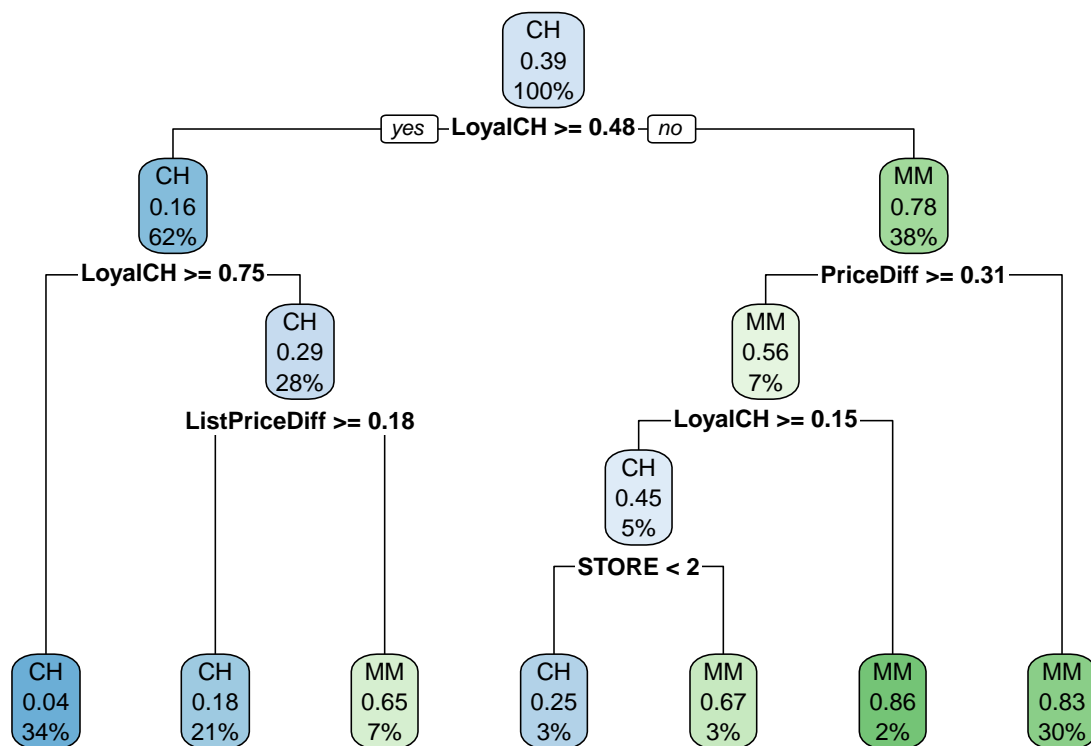 CH
0.39
100%
yes LoyalCH >= 0.48 no
CH
0.16
62%
MM
0.78
38%
LoyalCH >= 0.75
PriceDiff >= 0.31
CH
0.29
28%
MM
0.56
7%
ListPriceDiff >= 0.18
LoyalCH >= 0.15
CH
0.45
5%
STORE < 2
CH
0.04
34%
CH
0.18
21%
MM
0.65
7%
CH
0.25
3%
MM
0.67
3%
MM
0.86
2%
MM
0.83
30%